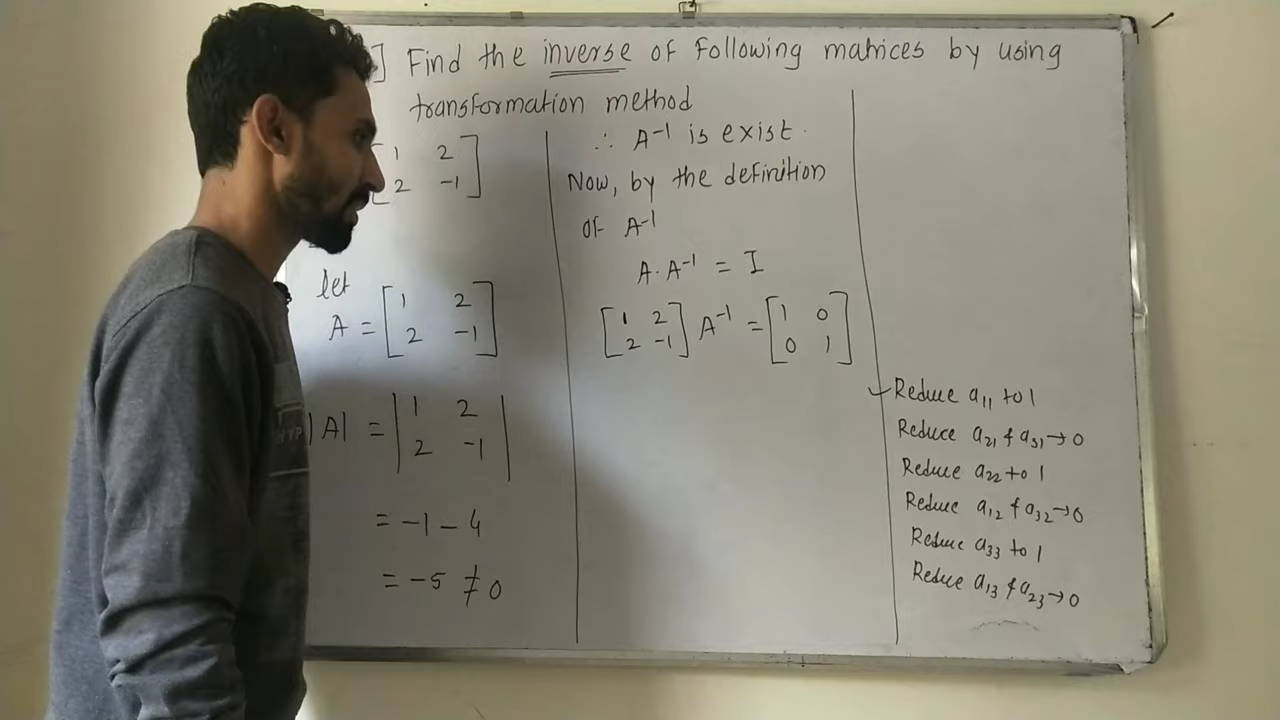 ] Find the inverse of following matrices by using
transformation method
[1 2
2 -1]
let
A = [1 2
2 -1]
|A| = |1 2
2 -1|
= -1 - 4
= -5 ≠ 0
∴ A⁻¹ is exist.
Now, by the definition
of A⁻¹
A.A⁻¹ = I
[1 2
2 -1] A⁻¹ = [1 0
0 1]
Reduce a₁₁ to 1
Reduce a₂₁ & a₃₁ → 0
Reduce a₂₂ to 1
Reduce a₁₂ & a₃₂ → 0
Reduce a₃₃ to 1
Reduce a₁₃ & a₂₃ → 0